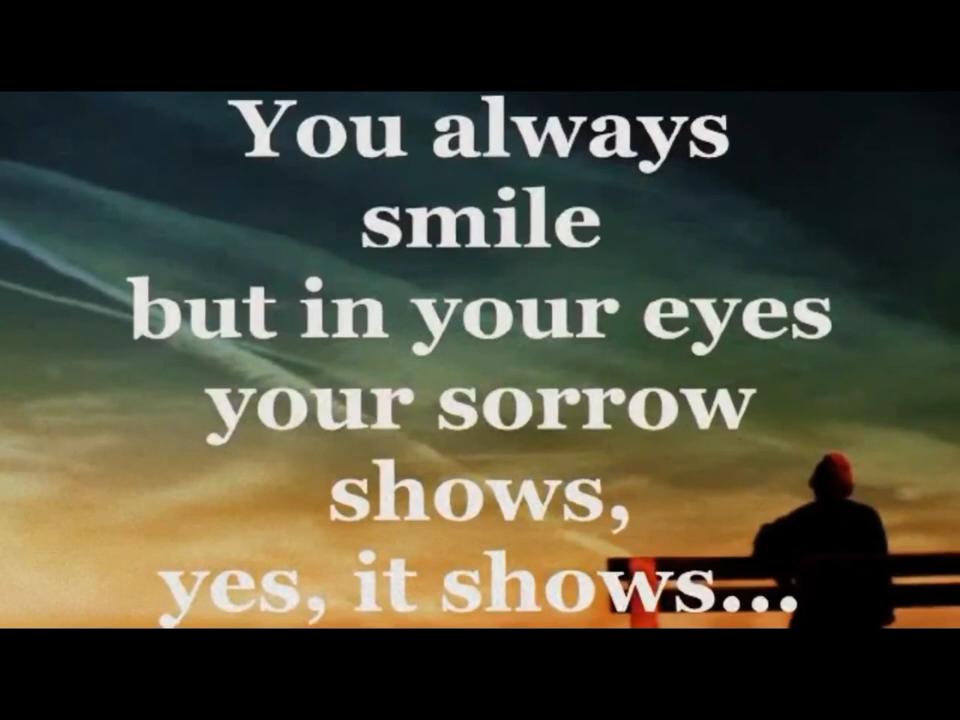 You always
smile
but in your eyes
your sorrow
shows,
yes, it shows...